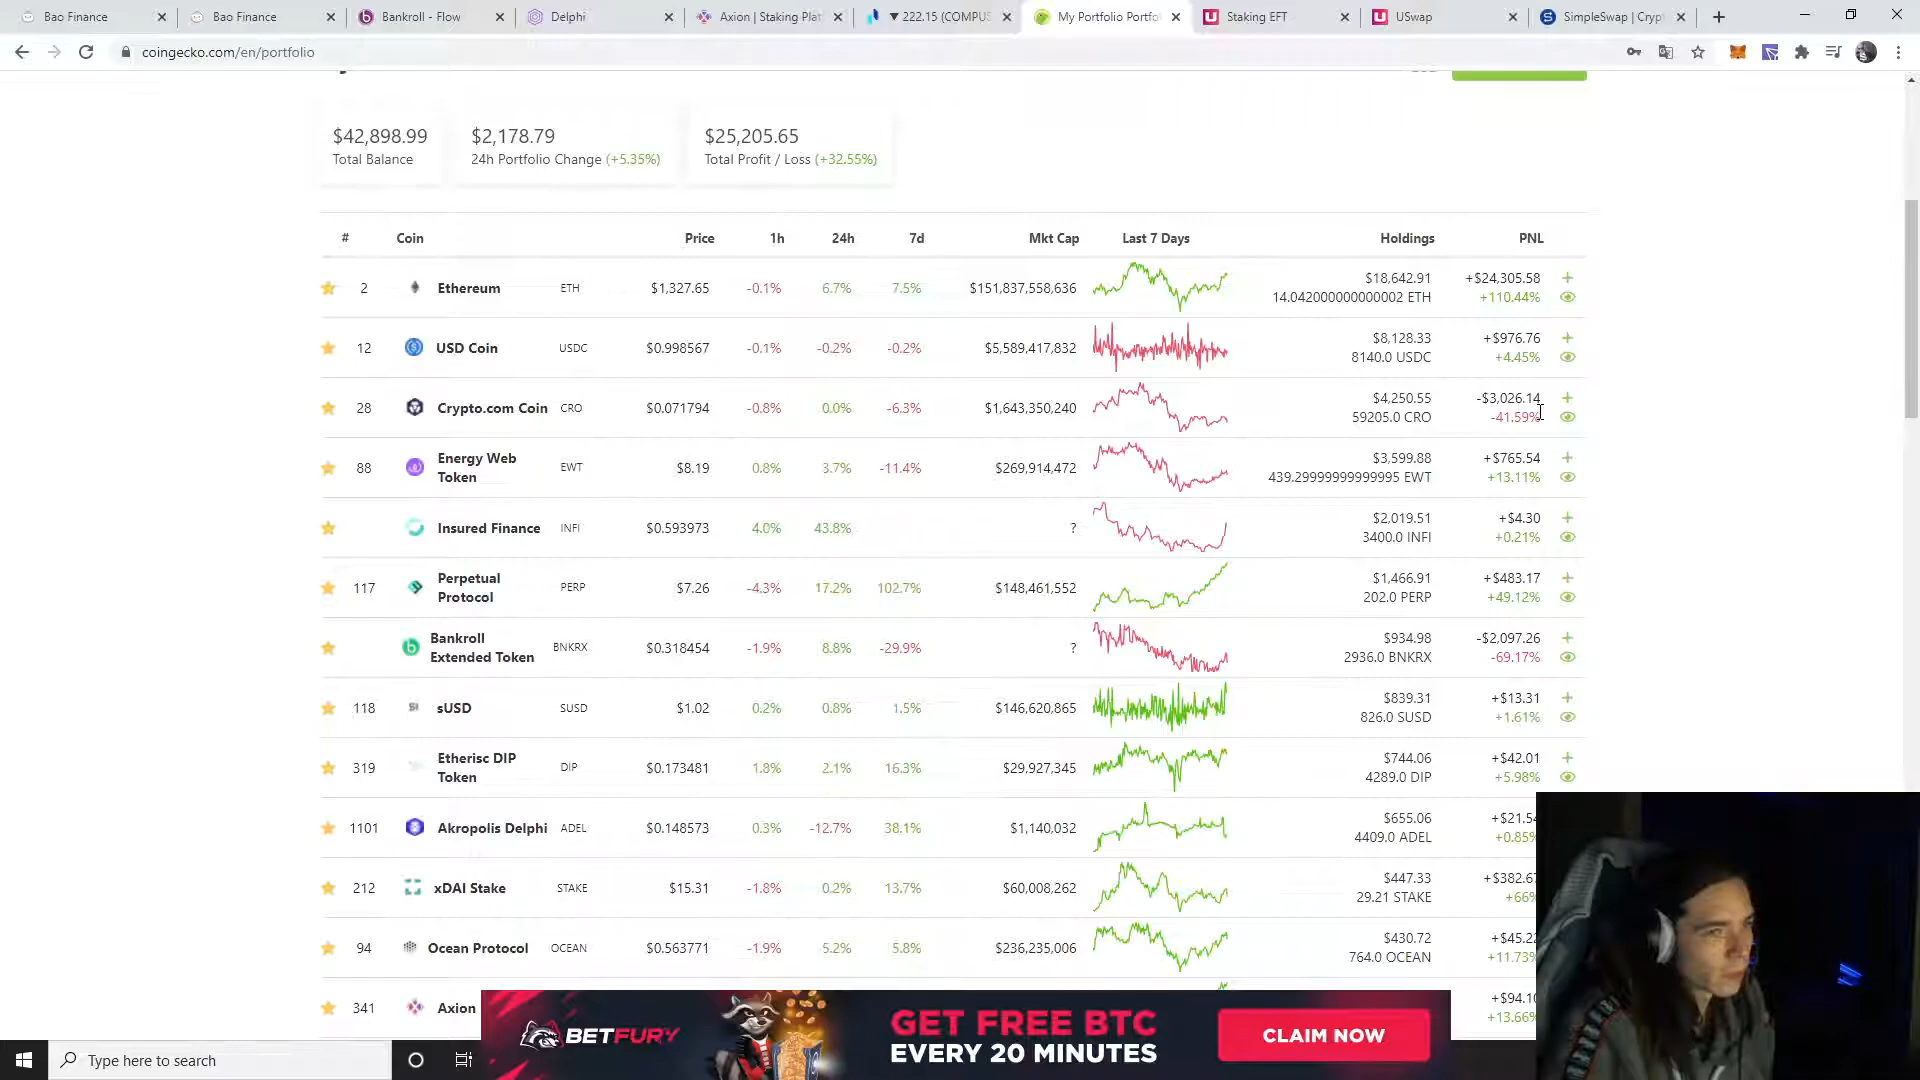 Bao Finance
Bao Finance
Bankroll - Flow
Delphi
Axion | Staking Plat
▼ 222.15 (COMPUS
My Portfolio Portfo
Staking EFT
USwap
SimpleSwap | Cryp
coingecko.com/en/portfolio
$42,898.99
Total Balance
$2,178.79
24h Portfolio Change (+5.35%)
$25,205.65
Total Profit / Loss (+32.55%)
# Coin Price 1h 24h 7d Mkt Cap Last 7 Days Holdings PNL
2 Ethereum ETH $1,327.65 -0.1% 6.7% 7.5% $151,837,558,636 $18,642.91 +$24,305.58
14.042000000000002 ETH +110.44%
12 USD Coin USDC $0.998567 -0.1% -0.2% -0.2% $5,589,417,832 $8,128.33 +$976.76
8140.0 USDC +4.45%
28 Crypto.com Coin CRO $0.071794 -0.8% 0.0% -6.3% $1,643,350,240 $4,250.55 -$3,026.14
59205.0 CRO -41.59%
88 Energy Web Token EWT $8.19 0.8% 3.7% -11.4% $269,914,472 $3,599.88 +$765.54
439.29999999999995 EWT +13.11%
Insured Finance INFI $0.593973 4.0% 43.8% ? $2,019.51 +$4.30
3400.0 INFI +0.21%
117 Perpetual Protocol PERP $7.26 -4.3% 17.2% 102.7% $148,461,552 $1,466.91 +$483.17
202.0 PERP +49.12%
Bankroll Extended Token BNKRX $0.318454 -1.9% 8.8% -29.9% ? $934.98 -$2,097.26
2936.0 BNKRX -69.17%
118 sUSD SUSD $1.02 0.2% 0.8% 1.5% $146,620,865 $839.31 +$13.31
826.0 SUSD +1.61%
319 Etherisc DIP Token DIP $0.173481 1.8% 2.1% 16.3% $29,927,345 $744.06 +$42.01
4289.0 DIP +5.98%
1101 Akropolis Delphi ADEL $0.148573 0.3% -12.7% 38.1% $1,140,032 $655.06 +$21.54
4409.0 ADEL +0.85%
212 xDAI Stake STAKE $15.31 -1.8% 0.2% 13.7% $60,008,262 $447.33 +$382.67
29.21 STAKE +66%
94 Ocean Protocol OCEAN $0.563771 -1.9% 5.2% 5.8% $236,235,006 $430.72 +$45.22
764.0 OCEAN +11.73%
341 Axion +$94.10
+13.66%
BETFURY
GET FREE BTC
EVERY 20 MINUTES
CLAIM NOW
Type here to search